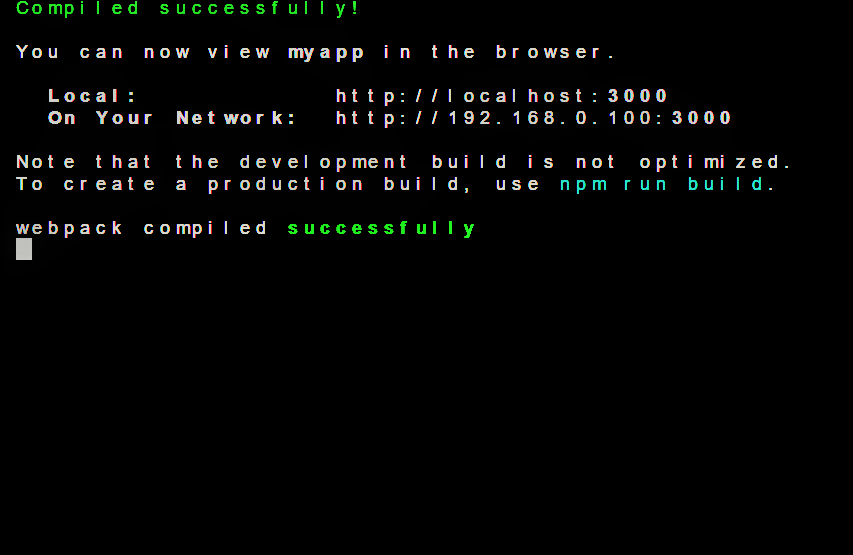 Compiled successfully!
You can now view myapp in the browser.
Local: http://localhost:3000
On Your Network: http://192.168.0.100:3000
Note that the development build is not optimized.
To create a production build, use npm run build.
webpack compiled successfully